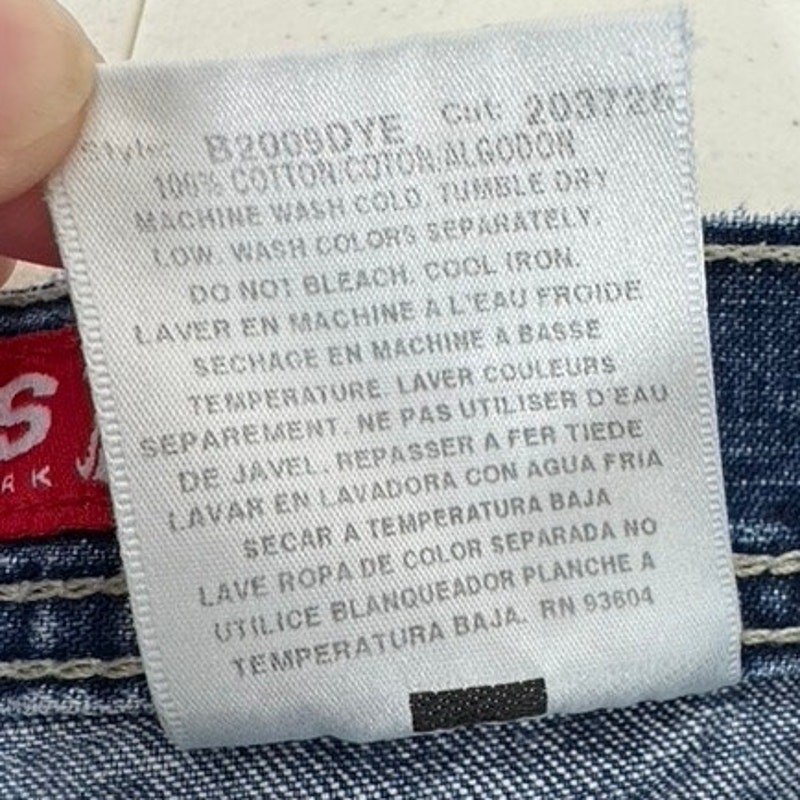 Style: B2009DYE Cut: 203726
100% COTTON/COTON/ALGODON
MACHINE WASH COLD. TUMBLE DRY
LOW. WASH COLORS SEPARATELY.
DO NOT BLEACH. COOL IRON.
LAVER EN MACHINE A L'EAU FROIDE
SECHAGE EN MACHINE A BASSE
TEMPERATURE. LAVER COULEURS
SEPAREMENT. NE PAS UTILISER D'EAU
DE JAVEL. REPASSER A FER TIEDE
LAVAR EN LAVADORA CON AGUA FRIA
SECAR A TEMPERATURA BAJA
LAVE ROPA DE COLOR SEPARADA NO
UTILICE BLANQUEADOR PLANCHE A
TEMPERATURA BAJA. RN 93604
S
RK